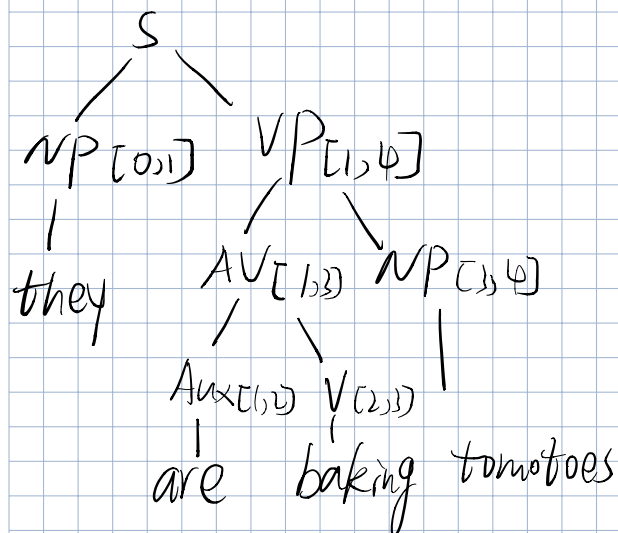 S
NP[0,1] VP[1,4]
they AV[1,3] NP[3,4]
Aux[1,2] V[2,3]
are baking tomotoes